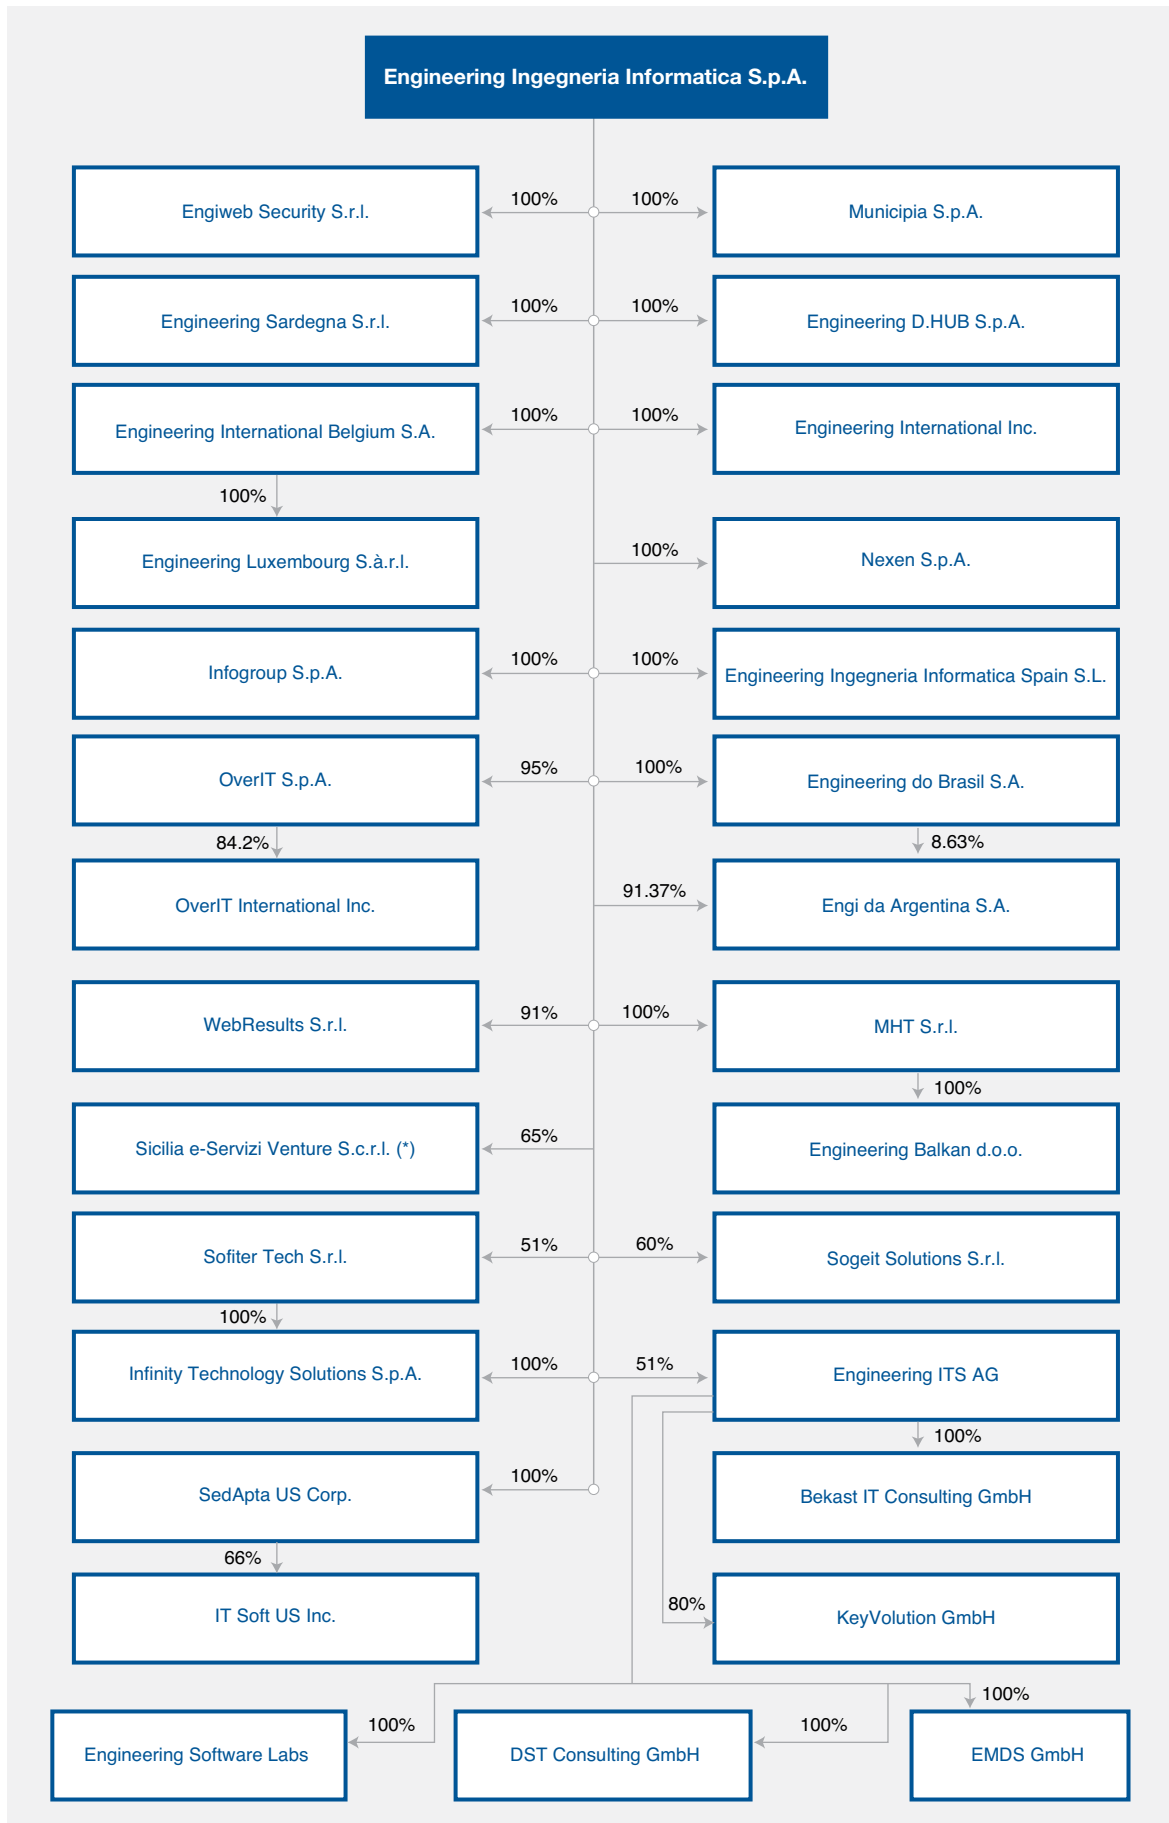 Engineering Ingegneria Informatica S.p.A.
Engiweb Security S.r.l.
100%
100%
Municipia S.p.A.
Engineering Sardegna S.r.l.
100%
100%
Engineering D.HUB S.p.A.
Engineering International Belgium S.A.
100%
100%
Engineering International Inc.
100%
Engineering Luxembourg S.à.r.l.
100%
Nexen S.p.A.
Infogroup S.p.A.
100%
100%
Engineering Ingegneria Informatica Spain S.L.
OverIT S.p.A.
95%
100%
Engineering do Brasil S.A.
84.2%
8.63%
OverIT International Inc.
91.37%
Engi da Argentina S.A.
WebResults S.r.l.
91%
100%
MHT S.r.l.
100%
Sicilia e-Servizi Venture S.c.r.l. (*)
65%
Engineering Balkan d.o.o.
Sofiter Tech S.r.l.
51%
60%
Sogeit Solutions S.r.l.
100%
Infinity Technology Solutions S.p.A.
100%
51%
Engineering ITS AG
100%
SedApta US Corp.
100%
Bekast IT Consulting GmbH
66%
IT Soft US Inc.
80%
KeyVolution GmbH
100%
100%
100%
Engineering Software Labs
DST Consulting GmbH
EMDS GmbH